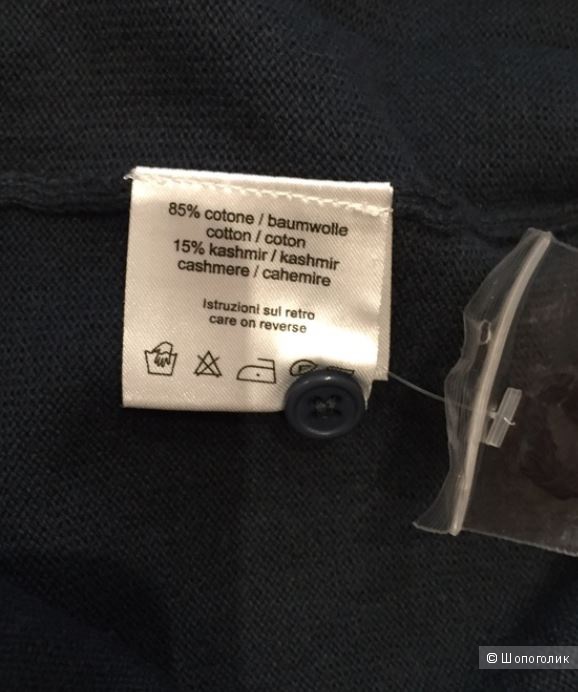 85% cotone / baumwolle
cotton / coton
15% kashmir / kashmir
cashmere / cahemire
Istruzioni sul retro
care on reverse
© Шопоголик